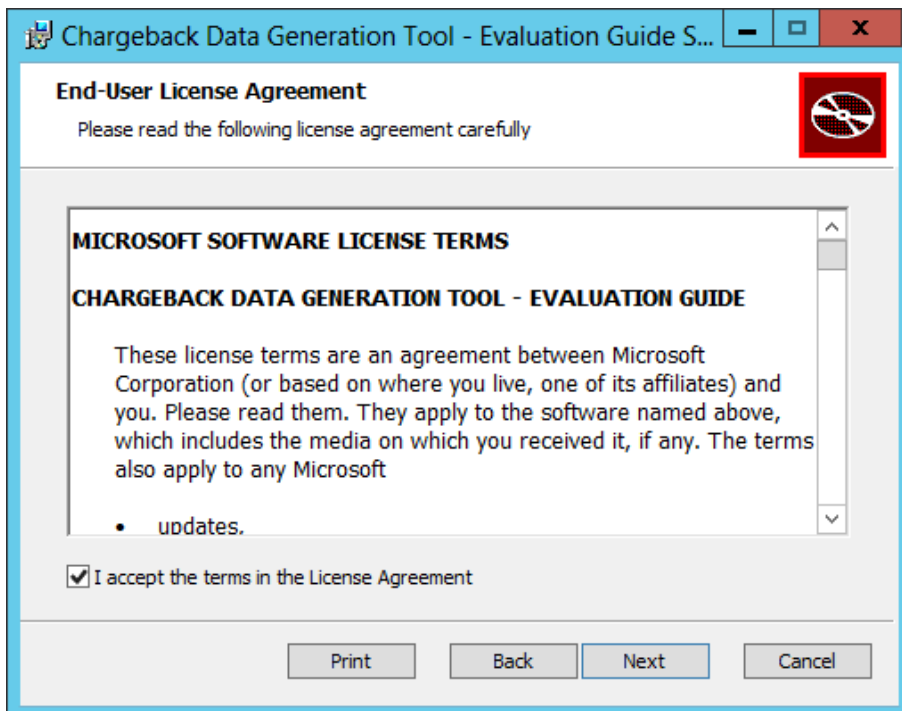 Chargeback Data Generation Tool - Evaluation Guide S...
End-User License Agreement
Please read the following license agreement carefully
MICROSOFT SOFTWARE LICENSE TERMS
CHARGEBACK DATA GENERATION TOOL - EVALUATION GUIDE
These license terms are an agreement between Microsoft
Corporation (or based on where you live, one of its affiliates) and
you. Please read them. They apply to the software named above,
which includes the media on which you received it, if any. The terms
also apply to any Microsoft
• updates,
I accept the terms in the License Agreement
Print Back Next Cancel